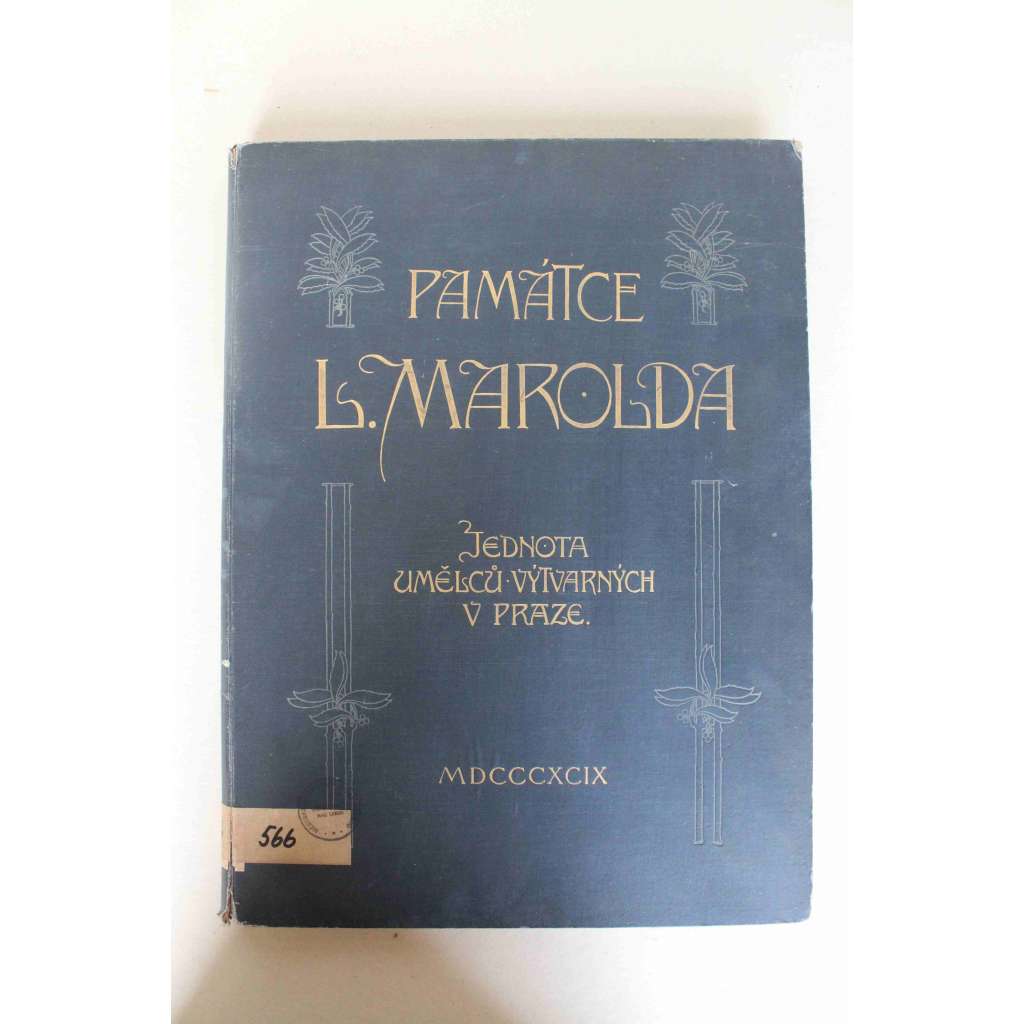 PAMÁTCE
L. MAROLDA
JEDNOTA
UMĚLCŮ · VÝTVARNÝCH
V PRAZE.
MDCCCXCIX
566